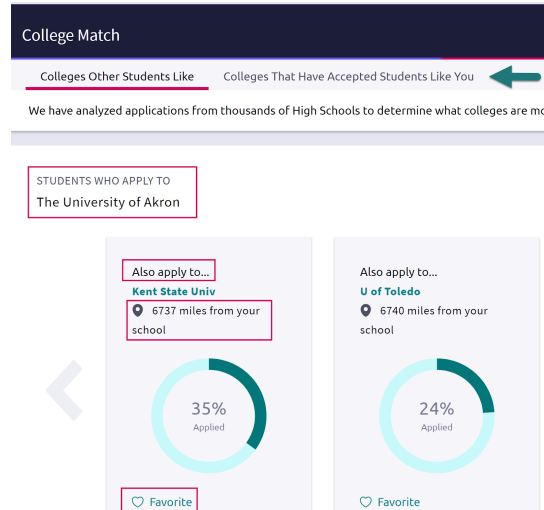 College Match
Colleges Other Students Like
Colleges That Have Accepted Students Like You
We have analyzed applications from thousands of High Schools to determine what colleges are
STUDENTS WHO APPLY TO
The University of Akron
Also apply to...
Kent State Univ
6737 miles from your
school
35%
Applied
Favorite
Also apply to...
U of Toledo
6740 miles from your
school
24%
Applied
Favorite